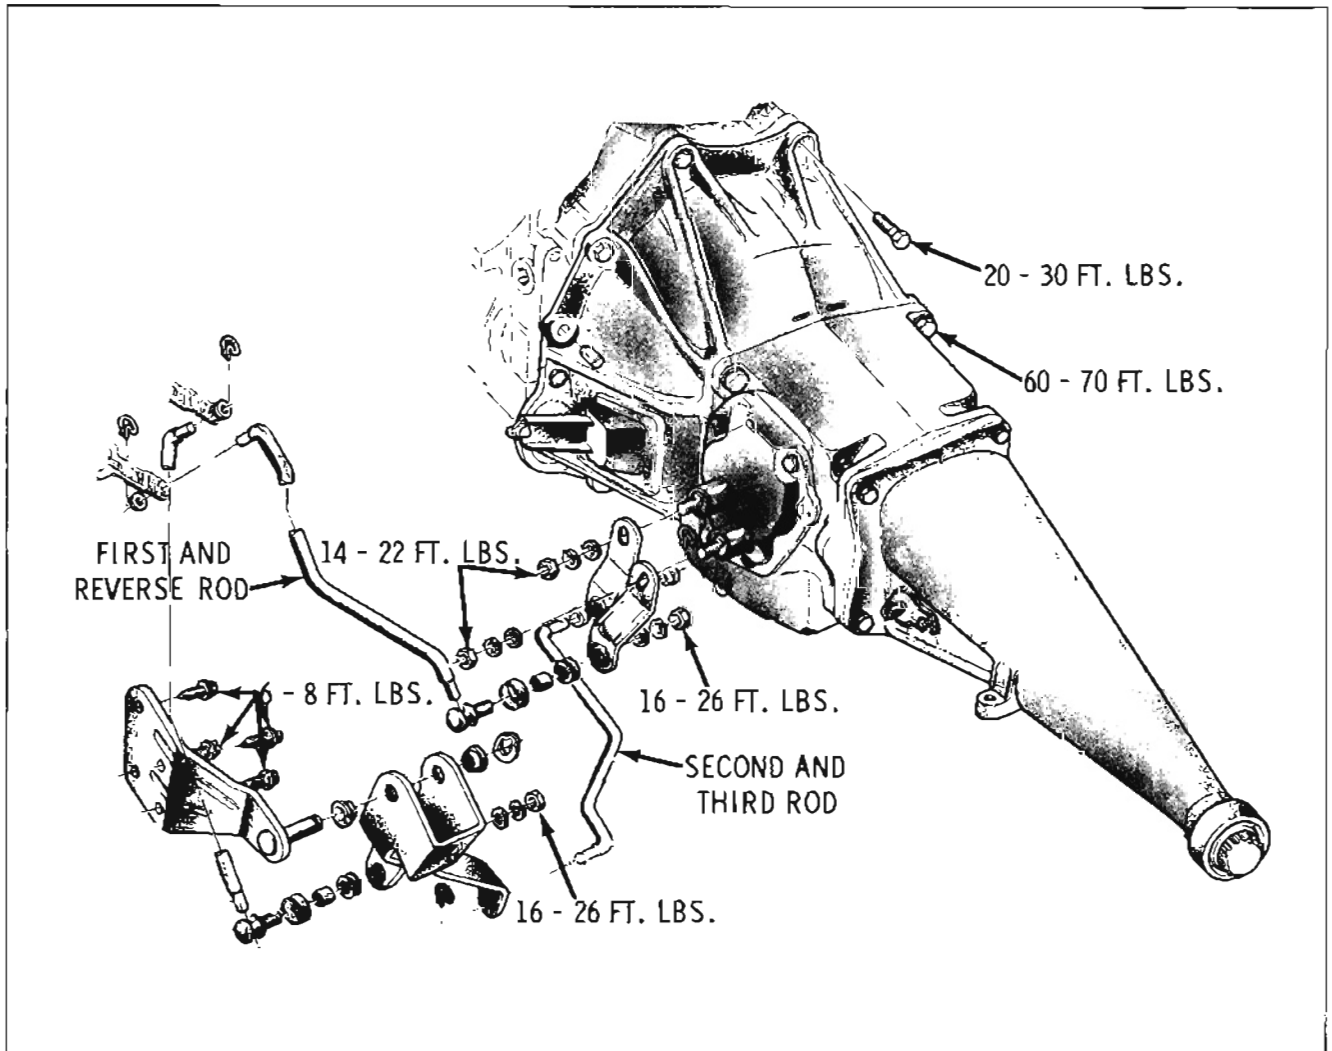 20 - 30 FT. LBS.
60 - 70 FT. LBS.
FIRST AND
REVERSE ROD
14 - 22 FT. LBS.
6 - 8 FT. LBS.
16 - 26 FT. LBS.
SECOND AND
THIRD ROD
16 - 26 FT. LBS.